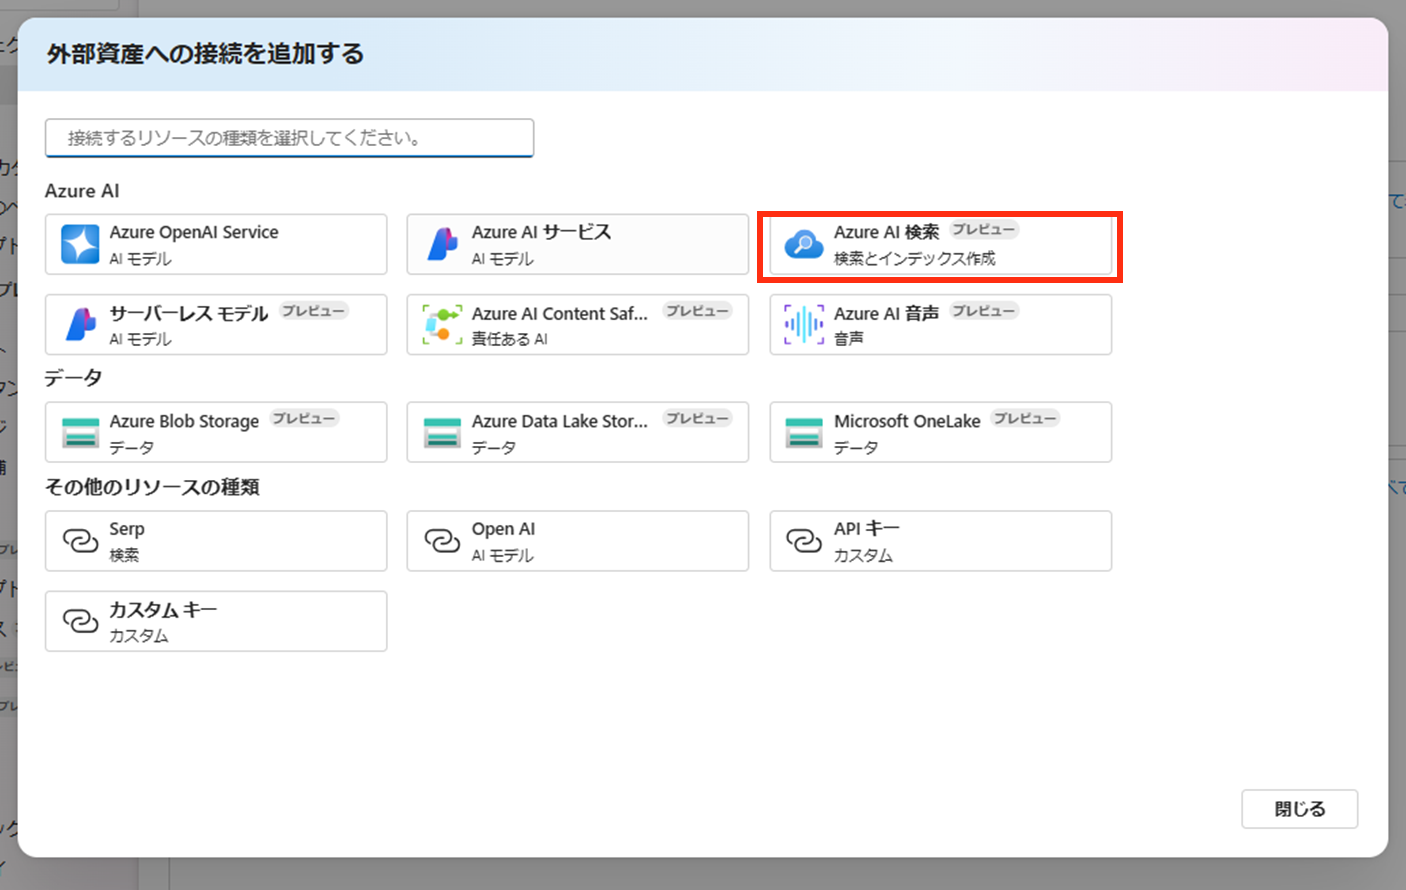 外部資産への接続を追加する
接続するリソースの種類を選択してください。
Azure AI
Azure OpenAI Service
AI モデル
Azure AI サービス
AI モデル
Azure AI 検索 プレビュー
検索とインデックス作成
サーバーレス モデル プレビュー
AI モデル
Azure AI Content Saf... プレビュー
責任ある AI
Azure AI 音声 プレビュー
音声
データ
Azure Blob Storage プレビュー
データ
Azure Data Lake Stor... プレビュー
データ
Microsoft OneLake プレビュー
データ
その他のリソースの種類
Serp
検索
Open AI
AI モデル
API キー
カスタム
カスタム キー
カスタム
閉じる